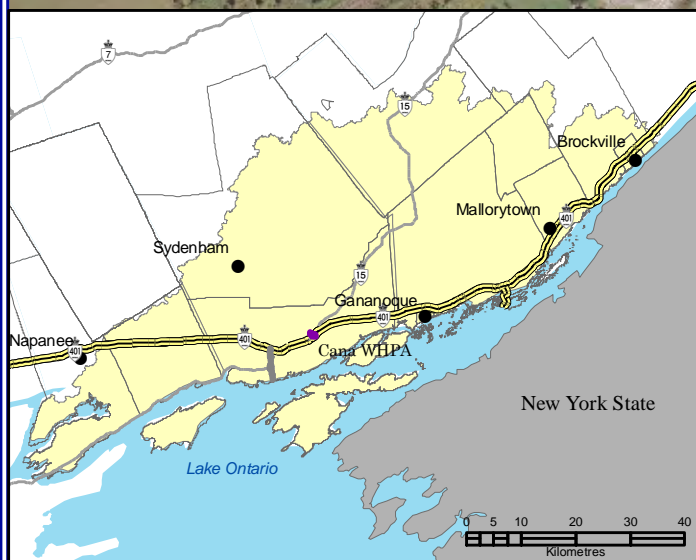 7
15
Brockville
Mallorytown
401
Sydenham
15
Gananoque
401
Napanee
401
401
Cana WHPA
New York State
Lake Ontario
0 5 10 20 30 40
Kilometres